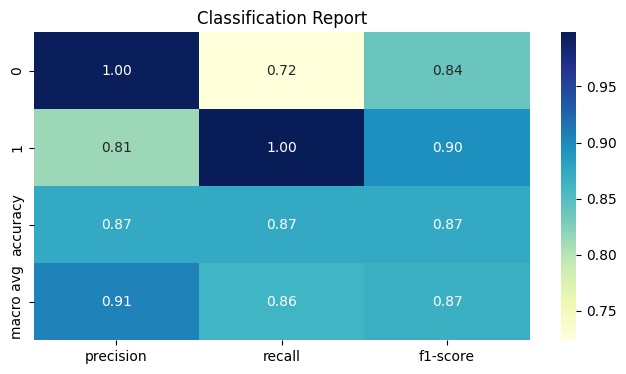 Classification Report
0 1.00 0.72 0.84
1 0.81 1.00 0.90
accuracy 0.87 0.87 0.87
macro avg 0.91 0.86 0.87
precision recall f1-score
0.95
0.90
0.85
0.80
0.75